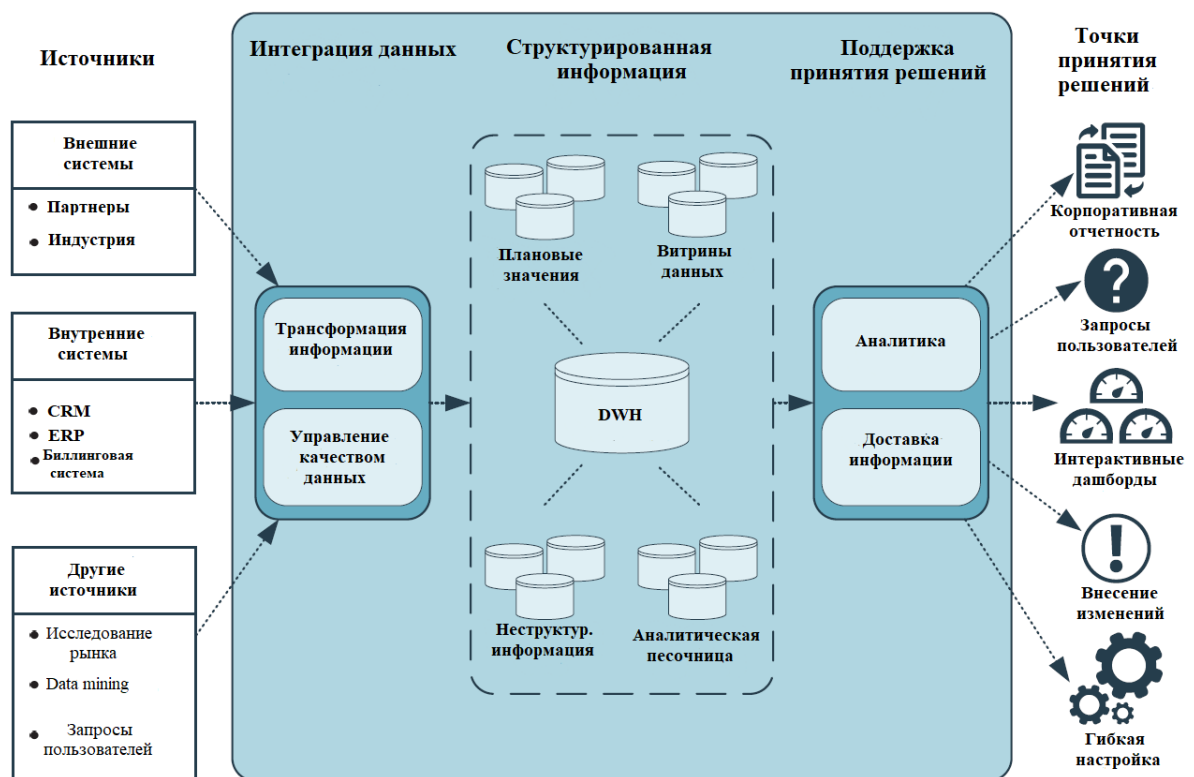 Источники
Внешние
системы
Партнеры
Индустрия
Внутренние
системы
CRM
ERP
Биллинговая
система
Другие
источники
Исследование
рынка
Data mining
Запросы
пользователей
Интеграция данных
Трансформация
информации
Управление
качеством
данных
Структурированная
информация
Плановые
значения
Витрины
данных
DWH
Неструктур.
информация
Аналитическая
песочница
Поддержка
принятия решений
Аналитика
Доставка
информации
Точки
принятия
решений
Корпоративная
отчетность
?
Запросы
пользователей
Интерактивные
дашборды
!
Внесение
изменений
Гибкая
настройка